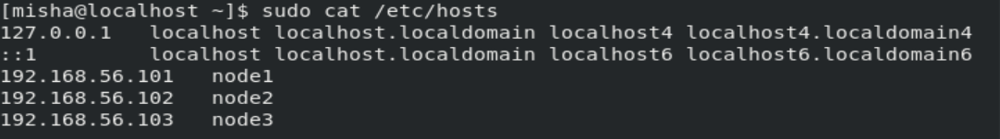 [misha@localhost ~]$ sudo cat /etc/hosts
127.0.0.1   localhost localhost.localdomain localhost4 localhost4.localdomain4
::1         localhost localhost.localdomain localhost6 localhost6.localdomain6
192.168.56.101   node1
192.168.56.102   node2
192.168.56.103   node3